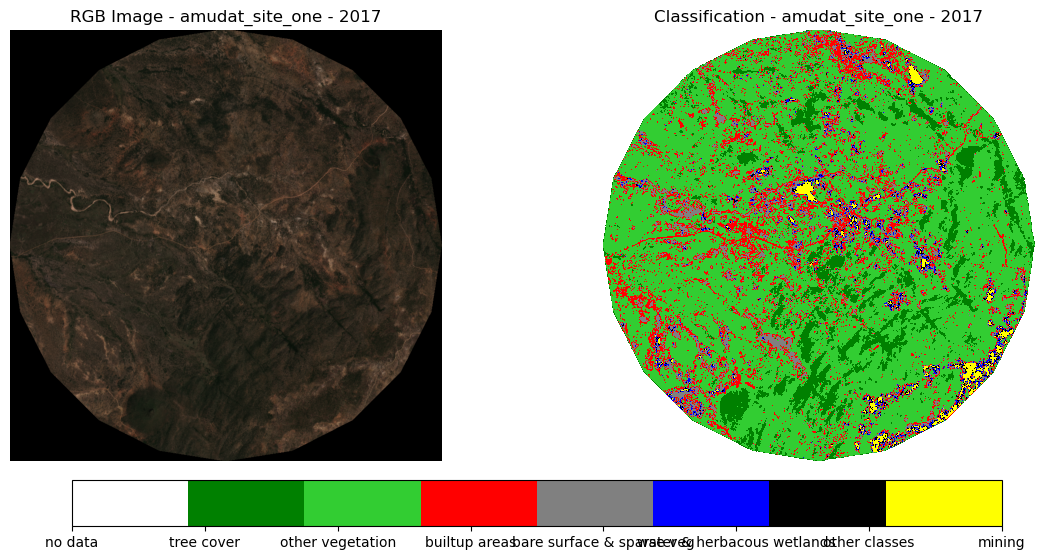 RGB Image - amudat_site_one - 2017
Classification - amudat_site_one - 2017
no data
tree cover
other vegetation
builtup areas
bare surface & sparse veg
water & herbacous wetlands
other classes
mining